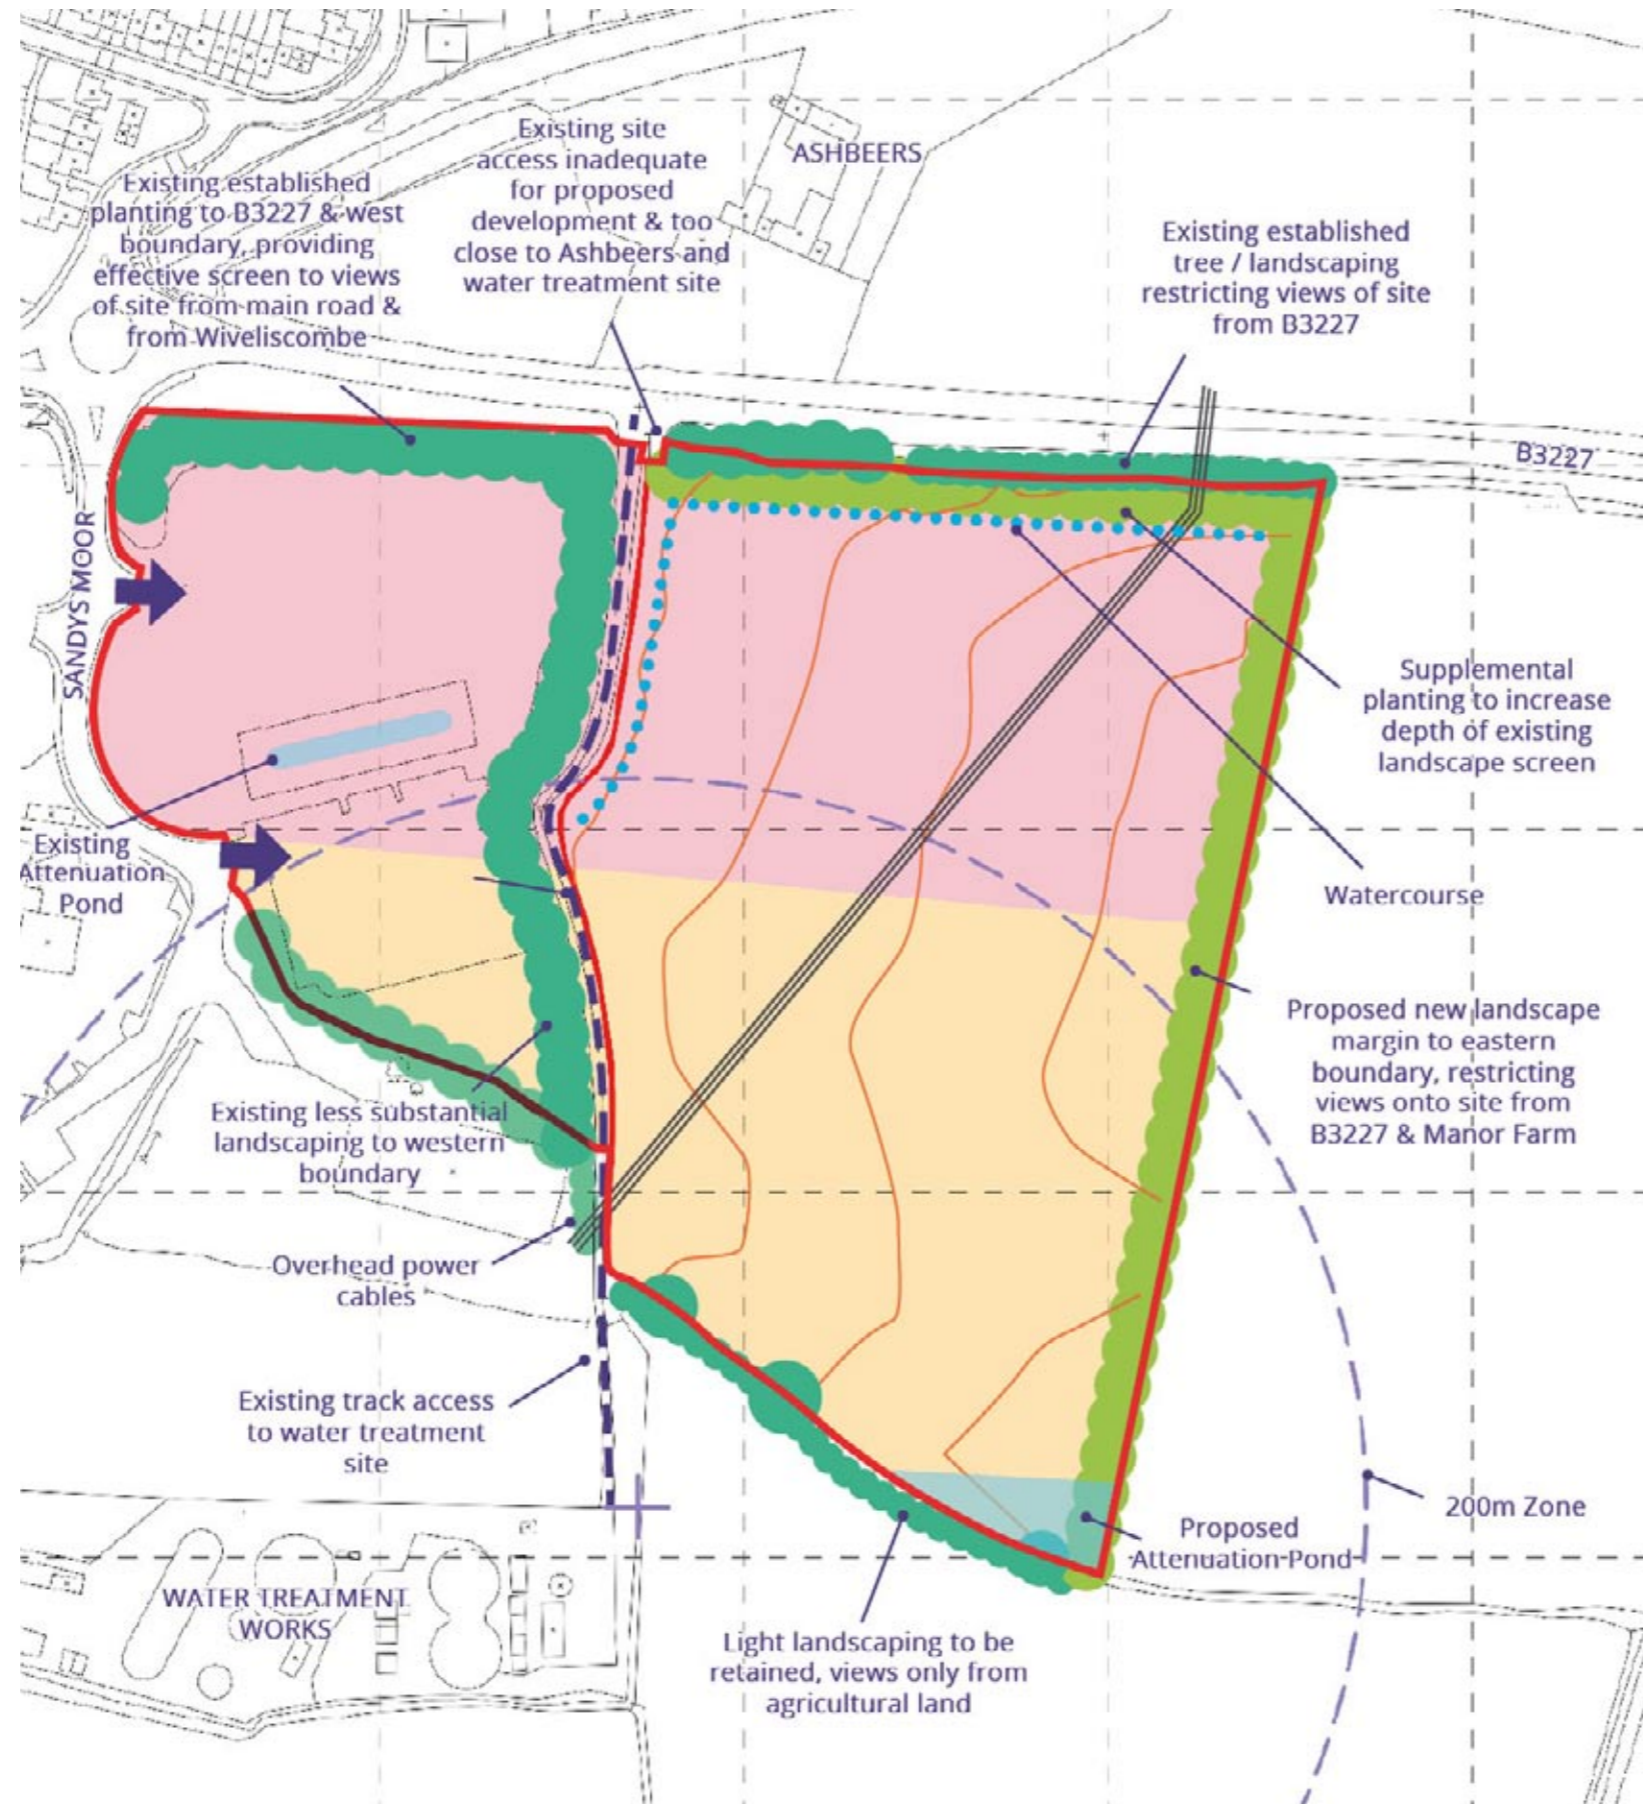 Existing site
access inadequate
for proposed
development & too
close to Ashbeers and
water treatment site
ASHBEERS
Existing established
planting to B3227 & west
boundary, providing
effective screen to views
of site from main road &
from Wiveliscombe
Existing established
tree / landscaping
restricting views of site
from B3227
B3227
SANDYS MOOR
Supplemental
planting to increase
depth of existing
landscape screen
Existing
Attenuation
Pond
Watercourse
Proposed new landscape
margin to eastern
boundary, restricting
views onto site from
B3227 & Manor Farm
Existing less substantial
landscaping to western
boundary
Overhead power
cables
Existing track access
to water treatment
site
200m Zone
Proposed
Attenuation Pond
WATER TREATMENT
WORKS
Light landscaping to be
retained, views only from
agricultural land